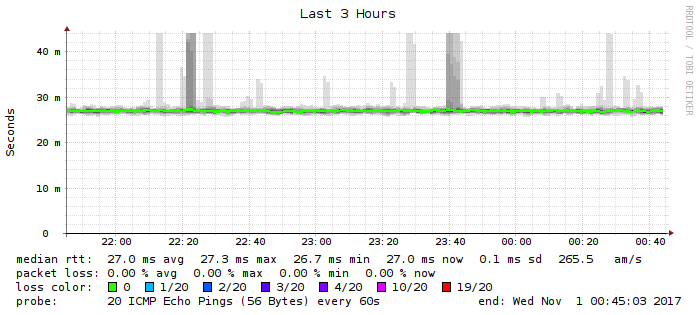 Last 3 Hours
RRDTOOL / TOBI OETIKER
Seconds
40 m
30 m
20 m
10 m
0
22:00 22:20 22:40 23:00 23:20 23:40 00:00 00:20 00:40
median rtt: 27.0 ms avg 27.3 ms max 26.7 ms min 27.0 ms now 0.1 ms sd 265.5 am/s
packet loss: 0.00 % avg 0.00 % max 0.00 % min 0.00 % now
loss color: 0 1/20 2/20 3/20 4/20 10/20 19/20
probe: 20 ICMP Echo Pings (56 Bytes) every 60s end: Wed Nov 1 00:45:03 2017